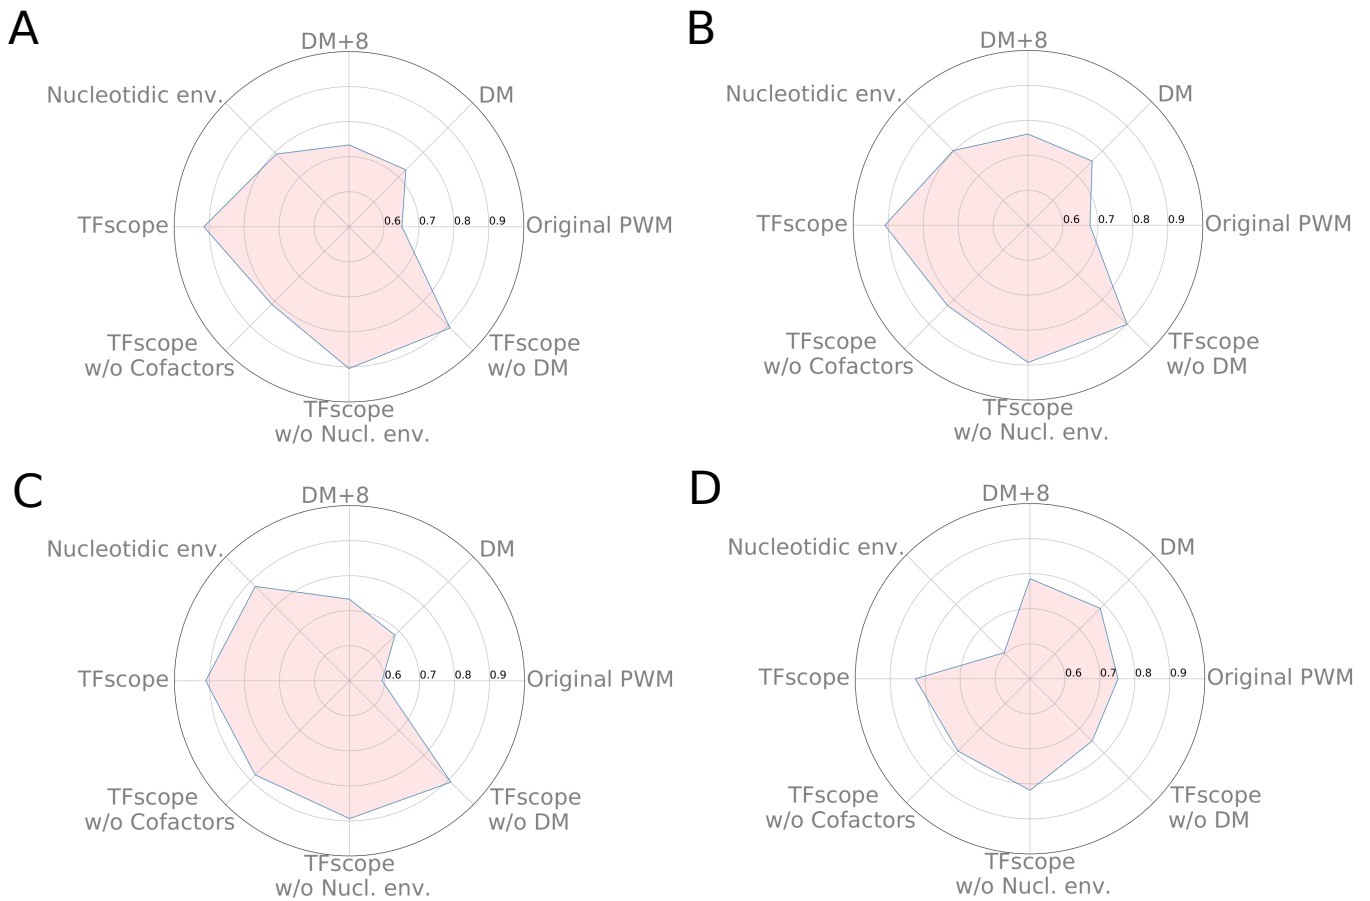 A
DM+8
Nucleotidic env.
DM
TFscope
0.6 0.7 0.8 0.9
Original PWM
TFscope
w/o Cofactors
TFscope
w/o DM
TFscope
w/o Nucl. env.
B
DM+8
Nucleotidic env.
DM
TFscope
0.6 0.7 0.8 0.9
Original PWM
TFscope
w/o Cofactors
TFscope
w/o DM
TFscope
w/o Nucl. env.
C
DM+8
Nucleotidic env.
DM
TFscope
0.6 0.7 0.8 0.9
Original PWM
TFscope
w/o Cofactors
TFscope
w/o DM
TFscope
w/o Nucl. env.
D
DM+8
Nucleotidic env.
DM
TFscope
0.6 0.7 0.8 0.9
Original PWM
TFscope
w/o Cofactors
TFscope
w/o DM
TFscope
w/o Nucl. env.